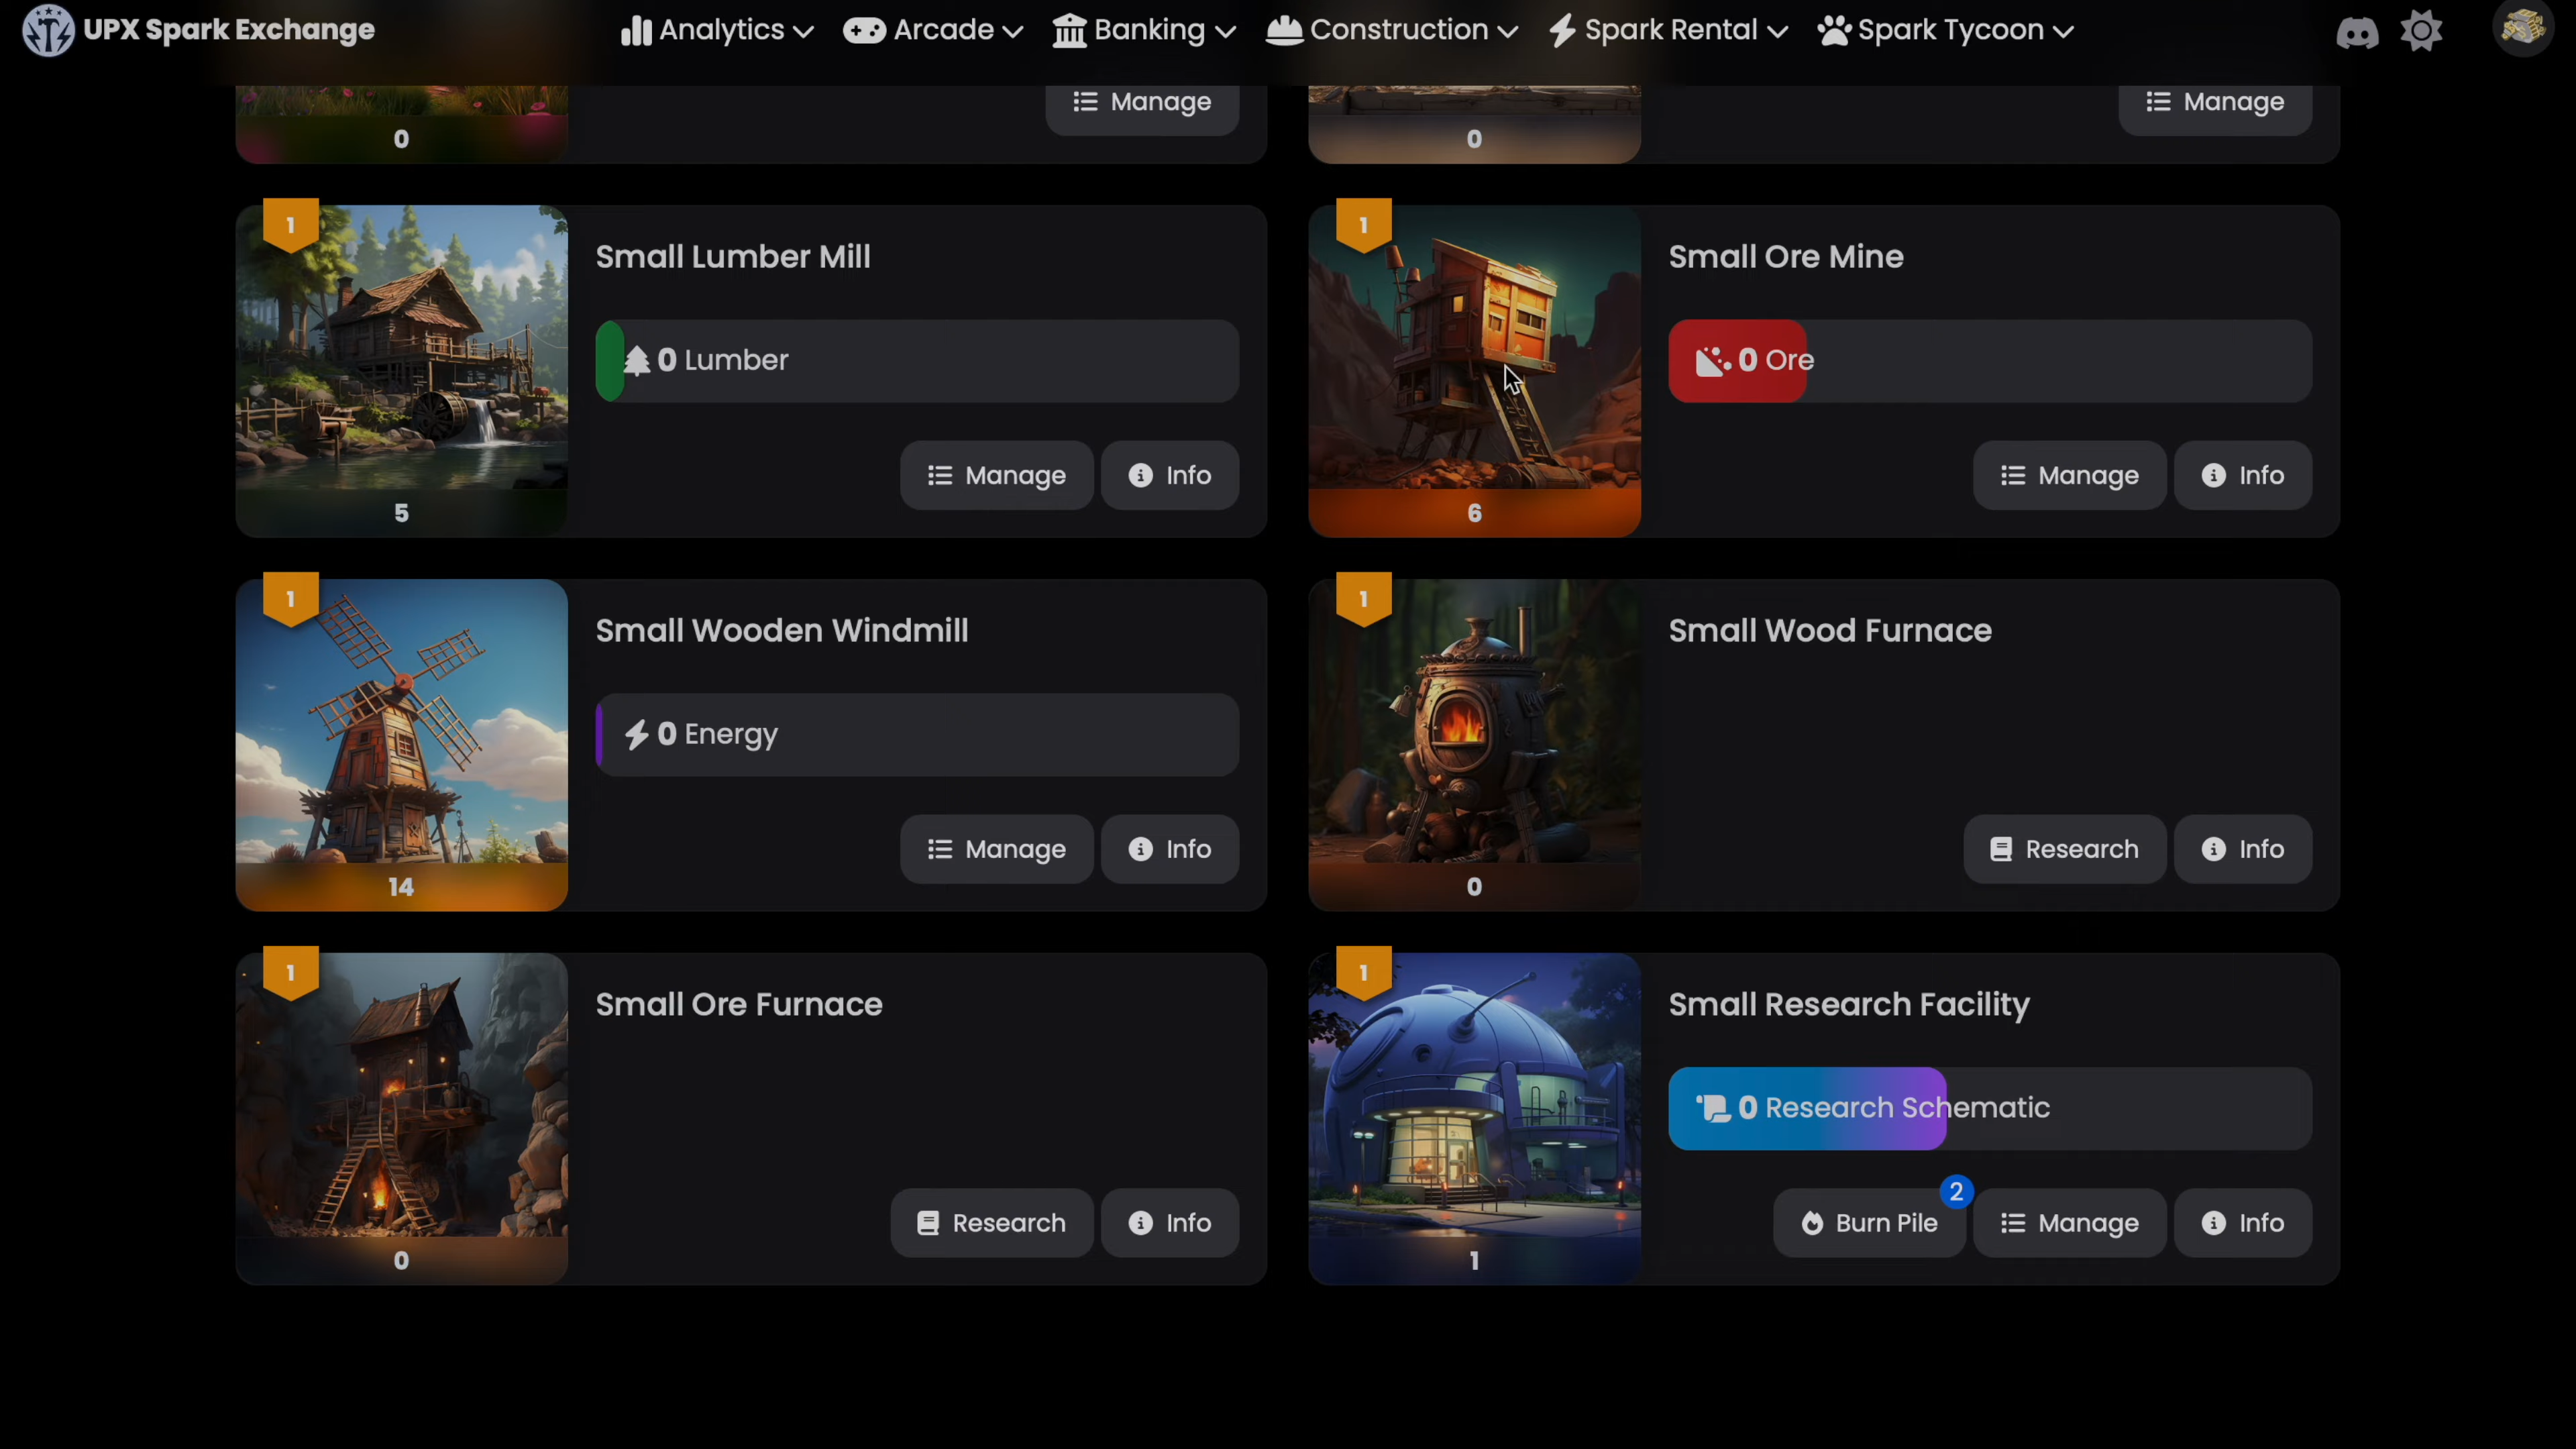 UPX Spark Exchange
Analytics
Arcade
Banking
Construction
Spark Rental
Spark Tycoon
0
Manage
0
Manage
1
Small Lumber Mill
0 Lumber
Manage
Info
5
1
Small Ore Mine
0 Ore
Manage
Info
6
1
Small Wooden Windmill
0 Energy
Manage
Info
14
1
Small Wood Furnace
Research
Info
0
1
Small Ore Furnace
Research
Info
0
1
Small Research Facility
0 Research Schematic
2
Burn Pile
Manage
Info
1